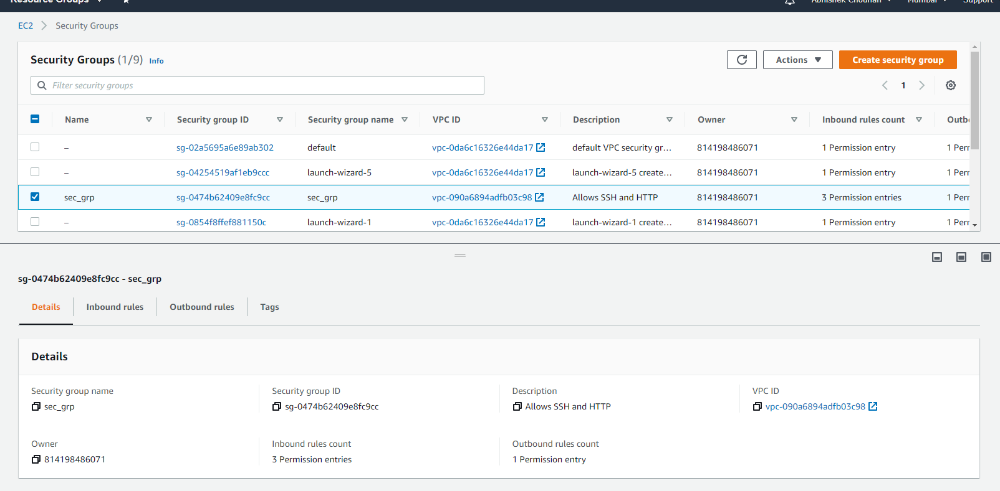 Resource Groups Abhishek Chouhan Mumbai Support
EC2 Security Groups
Security Groups (1/9) Info Actions Create security group
Filter security groups 1
Name Security group ID Security group name VPC ID Description Owner Inbound rules count Outb
– sg-02a5695a6e89ab302 default vpc-0da6c16326e44da17 default VPC security gr... 814198486071 1 Permission entry 1 Perr
– sg-04254519af1eb9ccc launch-wizard-5 vpc-0da6c16326e44da17 launch-wizard-5 create... 814198486071 1 Permission entry 1 Perr
sec_grp sg-0474b62409e8fc9cc sec_grp vpc-090a6894adfb03c98 Allows SSH and HTTP 814198486071 3 Permission entries 1 Perr
– sg-0854f8ffef881150c launch-wizard-1 vpc-0da6c16326e44da17 launch-wizard-1 create... 814198486071 1 Permission entry 1 Perr
sg-0474b62409e8fc9cc - sec_grp
Details Inbound rules Outbound rules Tags
Details
Security group name Security group ID Description VPC ID
sec_grp sg-0474b62409e8fc9cc Allows SSH and HTTP vpc-090a6894adfb03c98
Owner Inbound rules count Outbound rules count
814198486071 3 Permission entries 1 Permission entry